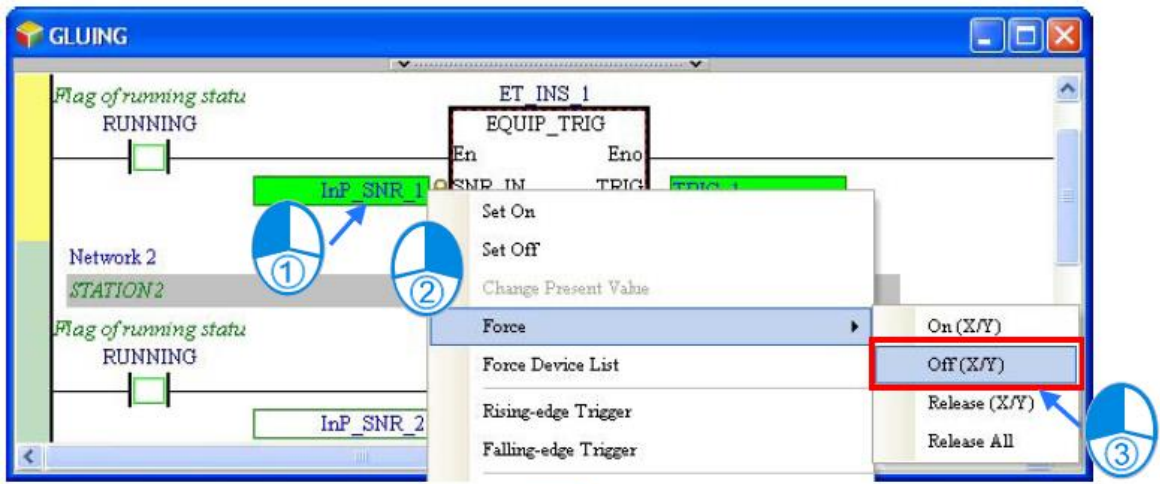 GLUING
Flag of running statu
RUNNING
ET_INS_1
EQUIP_TRIG
En Eno
InP_SNR_1 SNR_IN TRIG TRIG_1
Set On
Set Off
Change Present Value
Force
Force Device List
Rising-edge Trigger
Falling-edge Trigger
On (X/Y)
Off (X/Y)
Release (X/Y)
Release All
Network 2
STATION2
Flag of running statu
RUNNING
InP_SNR_2
1
2
3